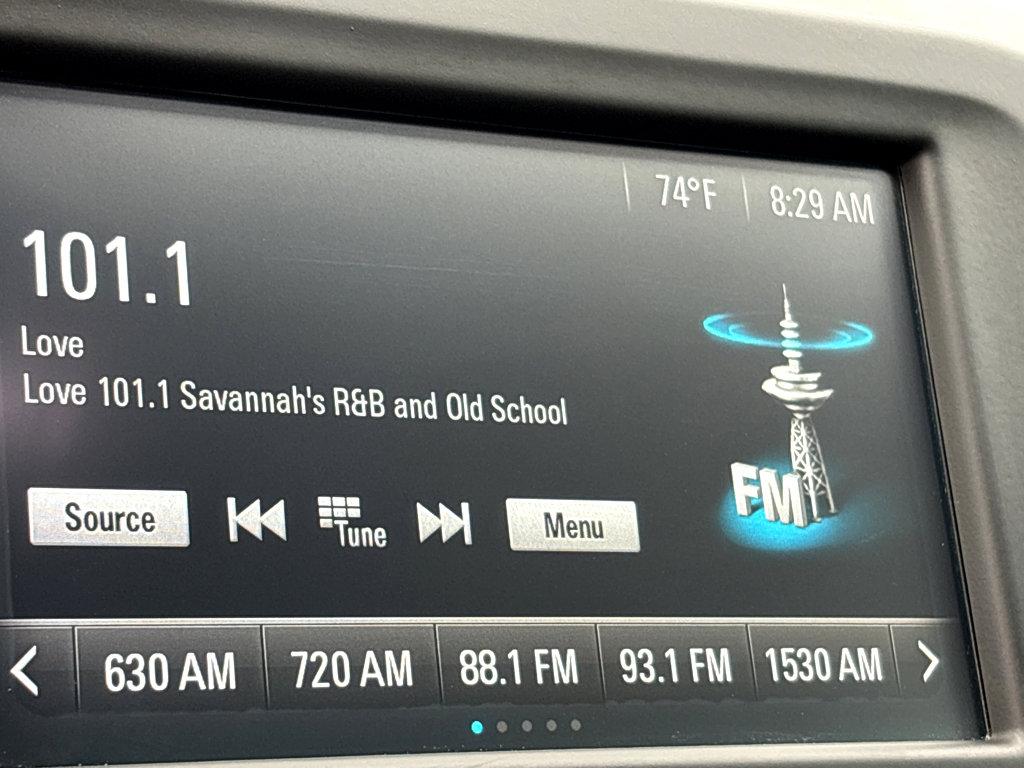 74°F 8:29 AM
101.1
Love
Love 101.1 Savannah's R&B and Old School
FM
Source Tune Menu
630 AM 720 AM 88.1 FM 93.1 FM 1530 AM